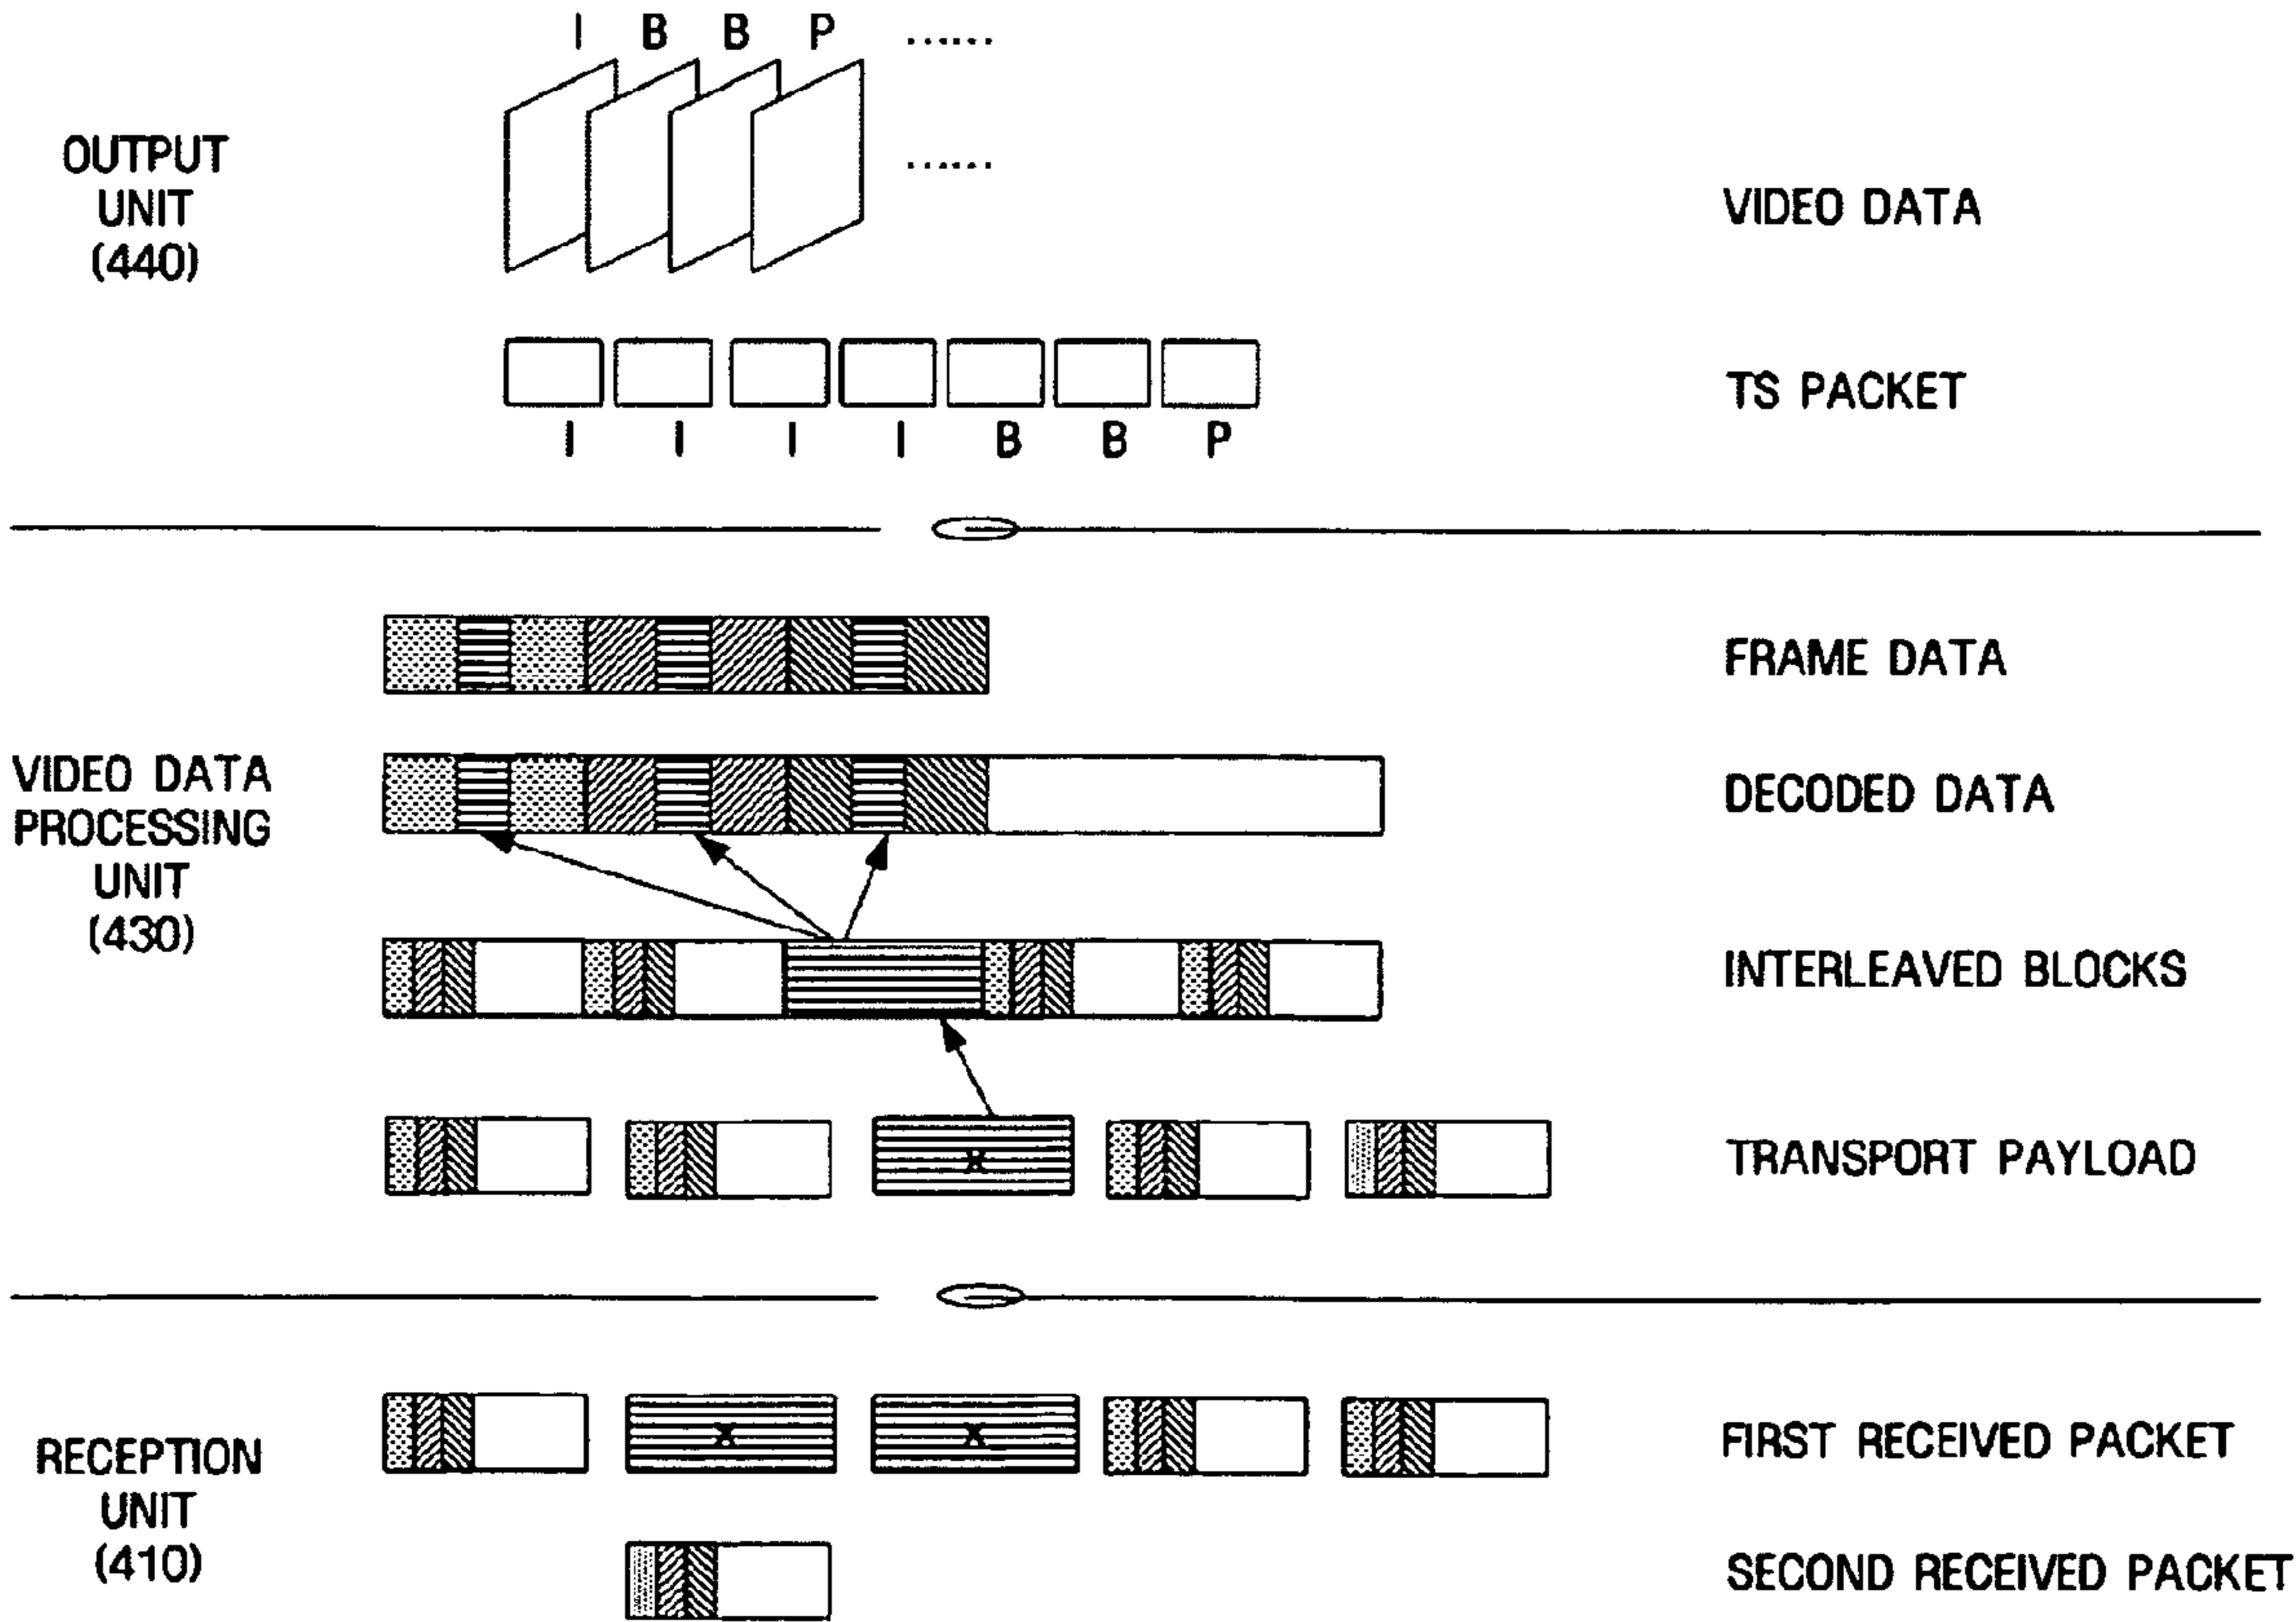 I B B P ......
OUTPUT
UNIT
(440)
......
VIDEO DATA
TS PACKET
I I I I B B P
FRAME DATA
VIDEO DATA
PROCESSING
UNIT
(430)
DECODED DATA
INTERLEAVED BLOCKS
X
TRANSPORT PAYLOAD
RECEPTION
UNIT
(410)
X X
FIRST RECEIVED PACKET
SECOND RECEIVED PACKET